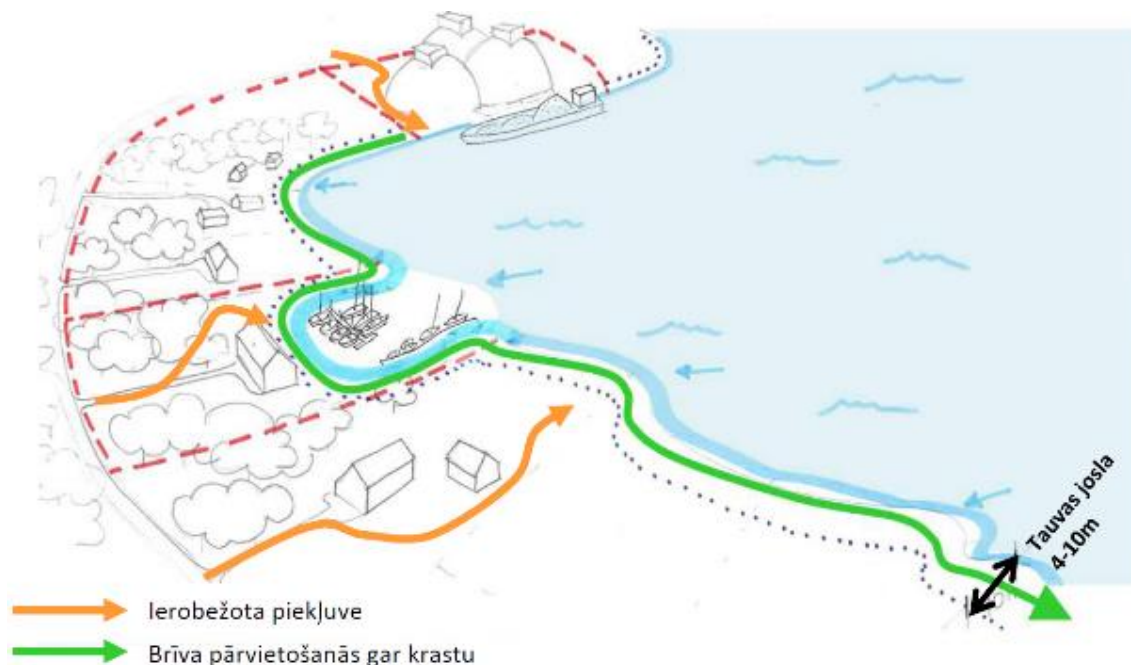 Tauvas josla
4-10m
Ierobežota piekļuve
Brīva pārvietošanās gar krastu